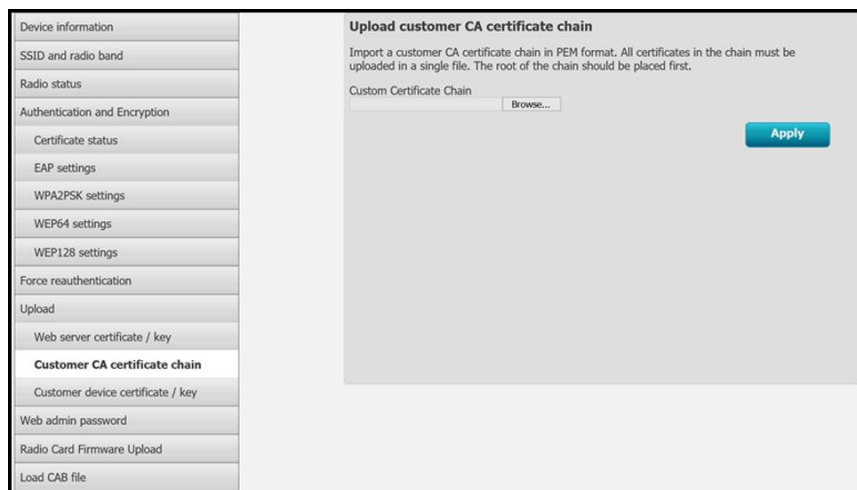 Device information
SSID and radio band
Radio status
Authentication and Encryption
Certificate status
EAP settings
WPA2PSK settings
WEP64 settings
WEP128 settings
Force reauthentication
Upload
Web server certificate / key
Customer CA certificate chain
Customer device certificate / key
Web admin password
Radio Card Firmware Upload
Load CAB file
Upload customer CA certificate chain
Import a customer CA certificate chain in PEM format. All certificates in the chain must be
uploaded in a single file. The root of the chain should be placed first.
Custom Certificate Chain
Browse...
Apply